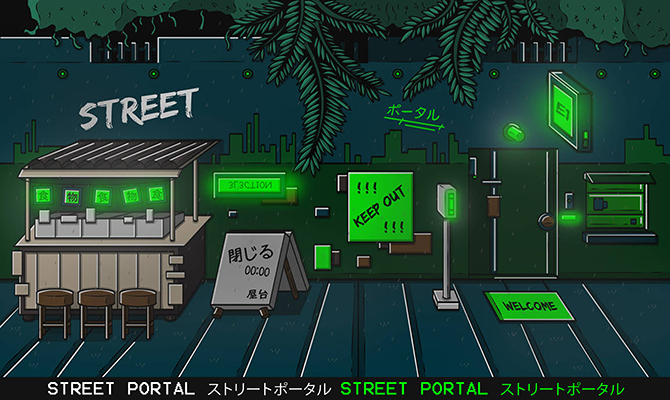 STREET
ポータル
食 物 食 物 食
!!!
KEEP OUT
!!!
閉じる
00:00
屋台
WELCOME
STREET PORTAL ストリートポータル STREET PORTAL ストリートポータル